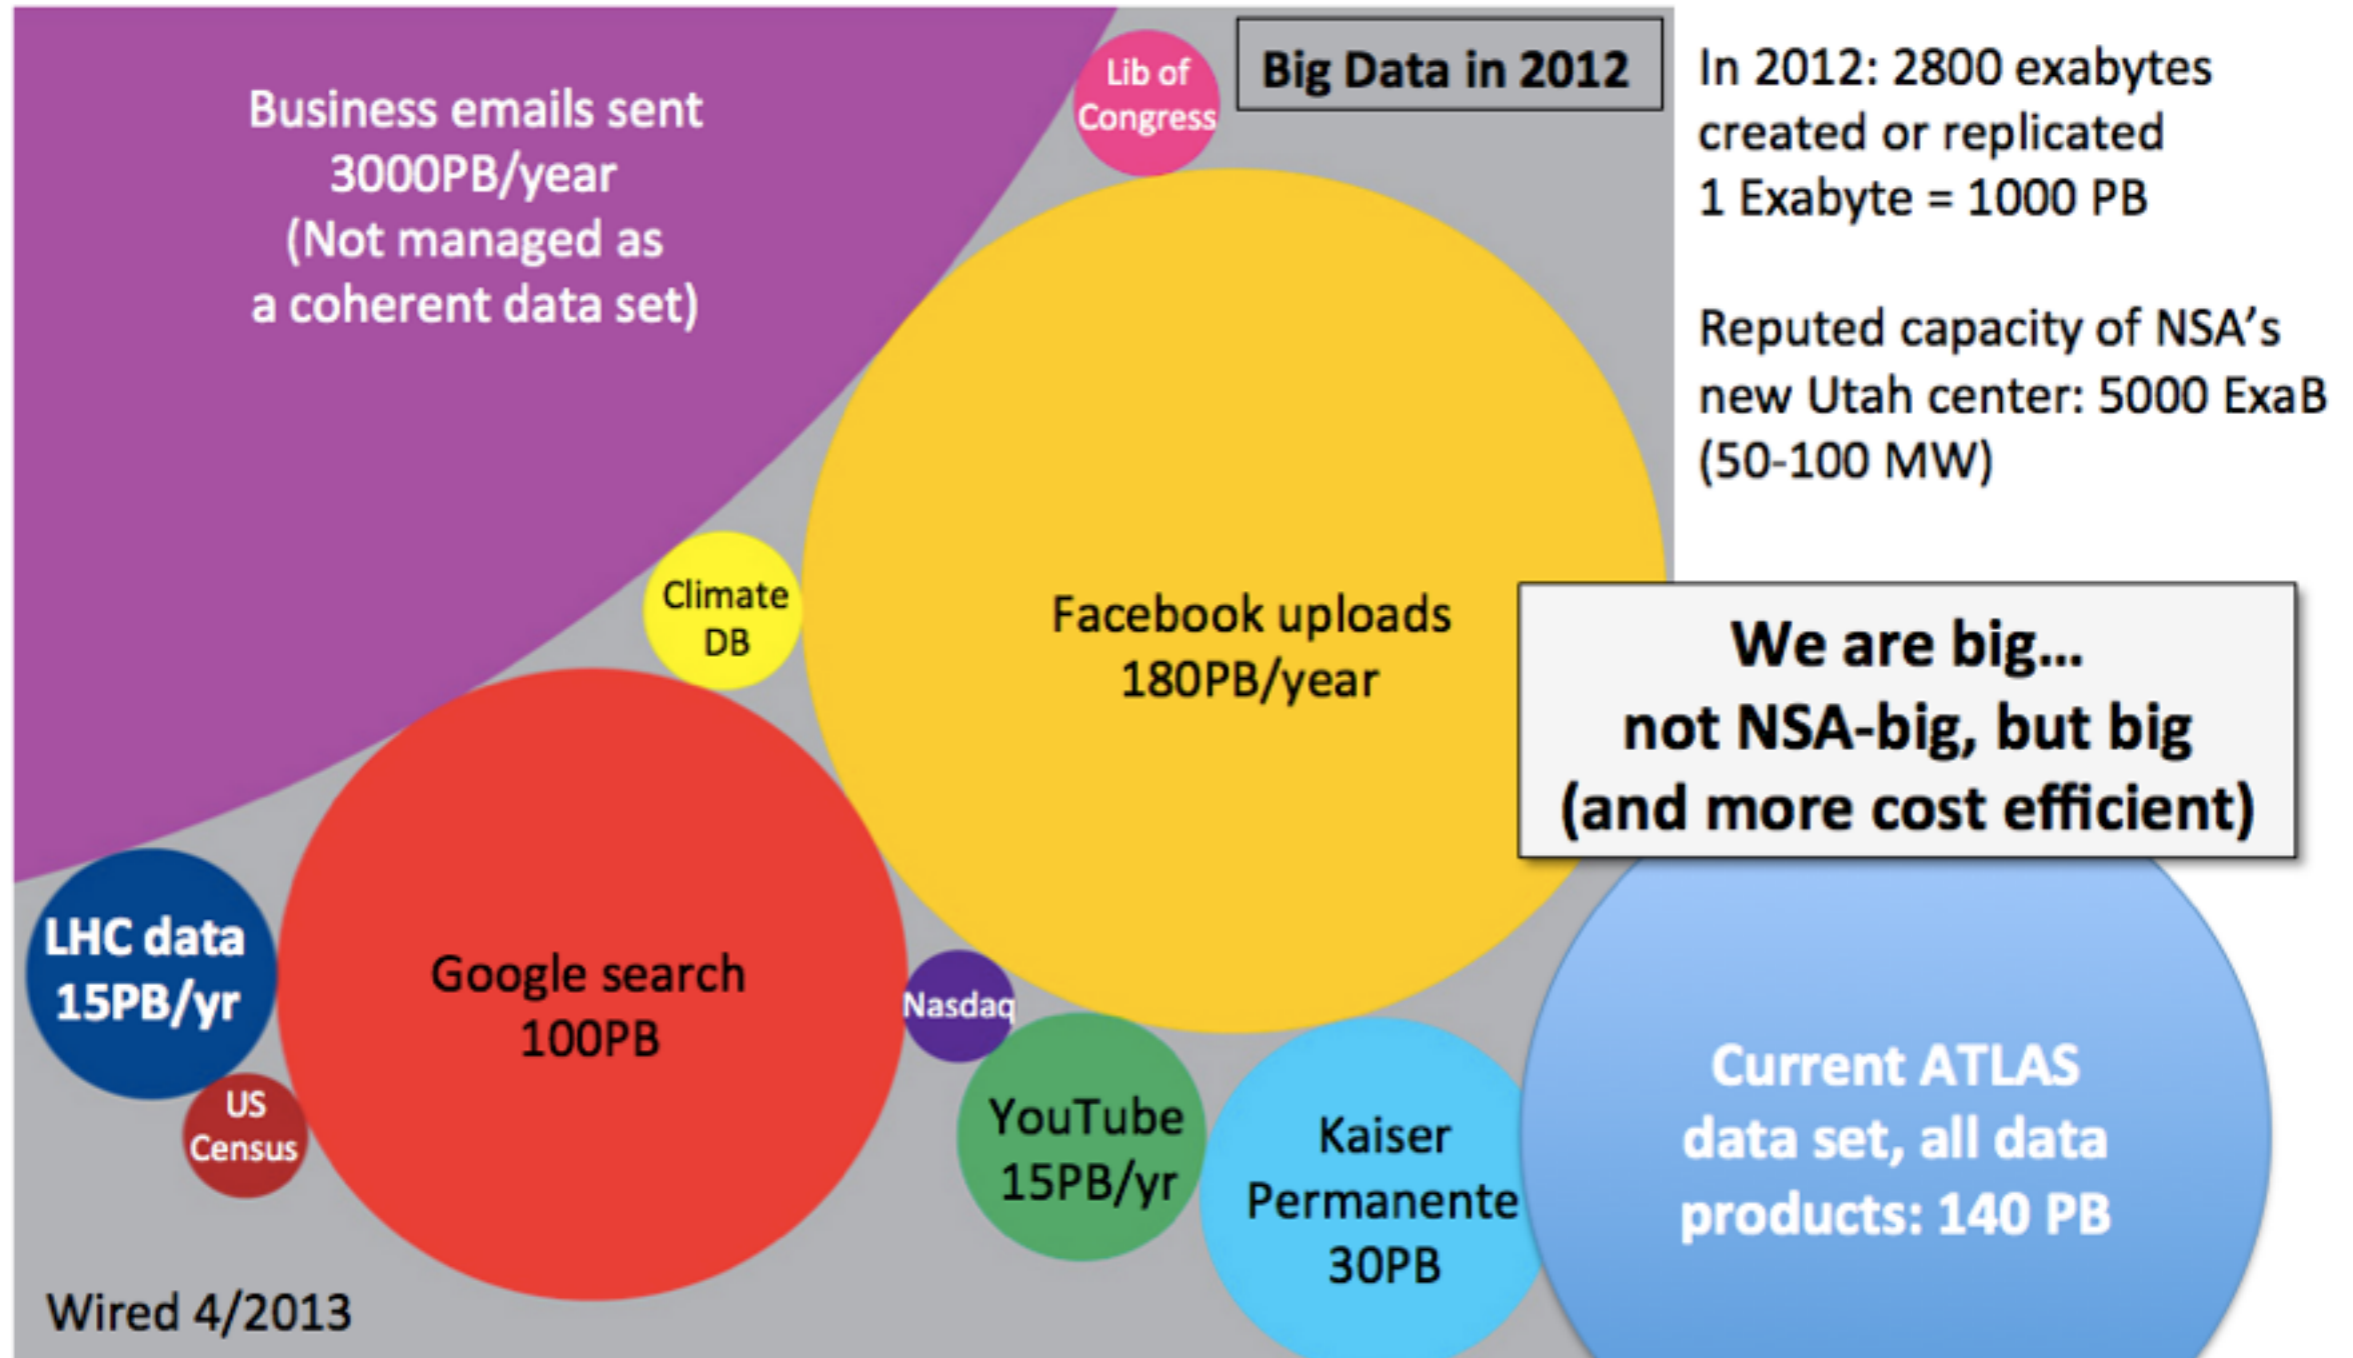 Business emails sent
3000PB/year
(Not managed as
a coherent data set)
Lib of
Congress
Big Data in 2012
In 2012: 2800 exabytes
created or replicated
1 Exabyte = 1000 PB
Reputed capacity of NSA’s
new Utah center: 5000 ExaB
(50-100 MW)
Climate
DB
Facebook uploads
180PB/year
We are big...
not NSA-big, but big
(and more cost efficient)
LHC data
15PB/yr
Google search
100PB
Nasdaq
US
Census
YouTube
15PB/yr
Kaiser
Permanente
30PB
Current ATLAS
data set, all data
products: 140 PB
Wired 4/2013